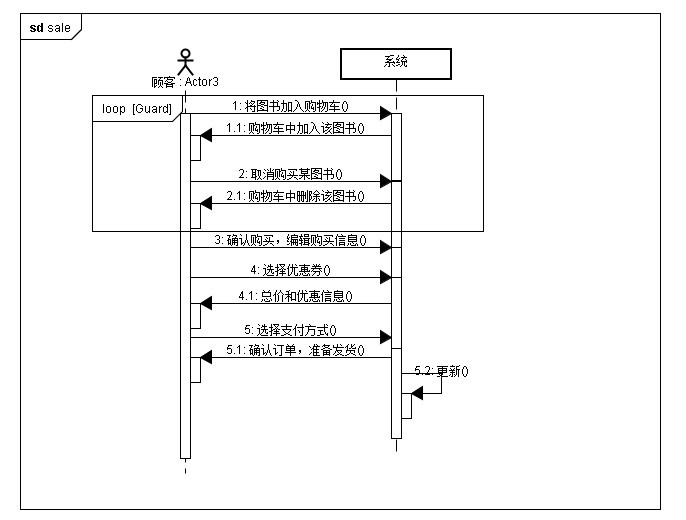 sd sale
系统
顾客 : Actor3
loop [Guard]
1: 将图书加入购物车()
1.1: 购物车中加入该图书()
2: 取消购买某图书()
2.1: 购物车中删除该图书()
3: 确认购买，编辑购买信息()
4: 选择优惠券()
4.1: 总价和优惠信息()
5: 选择支付方式()
5.1: 确认订单，准备发货()
5.2: 更新()